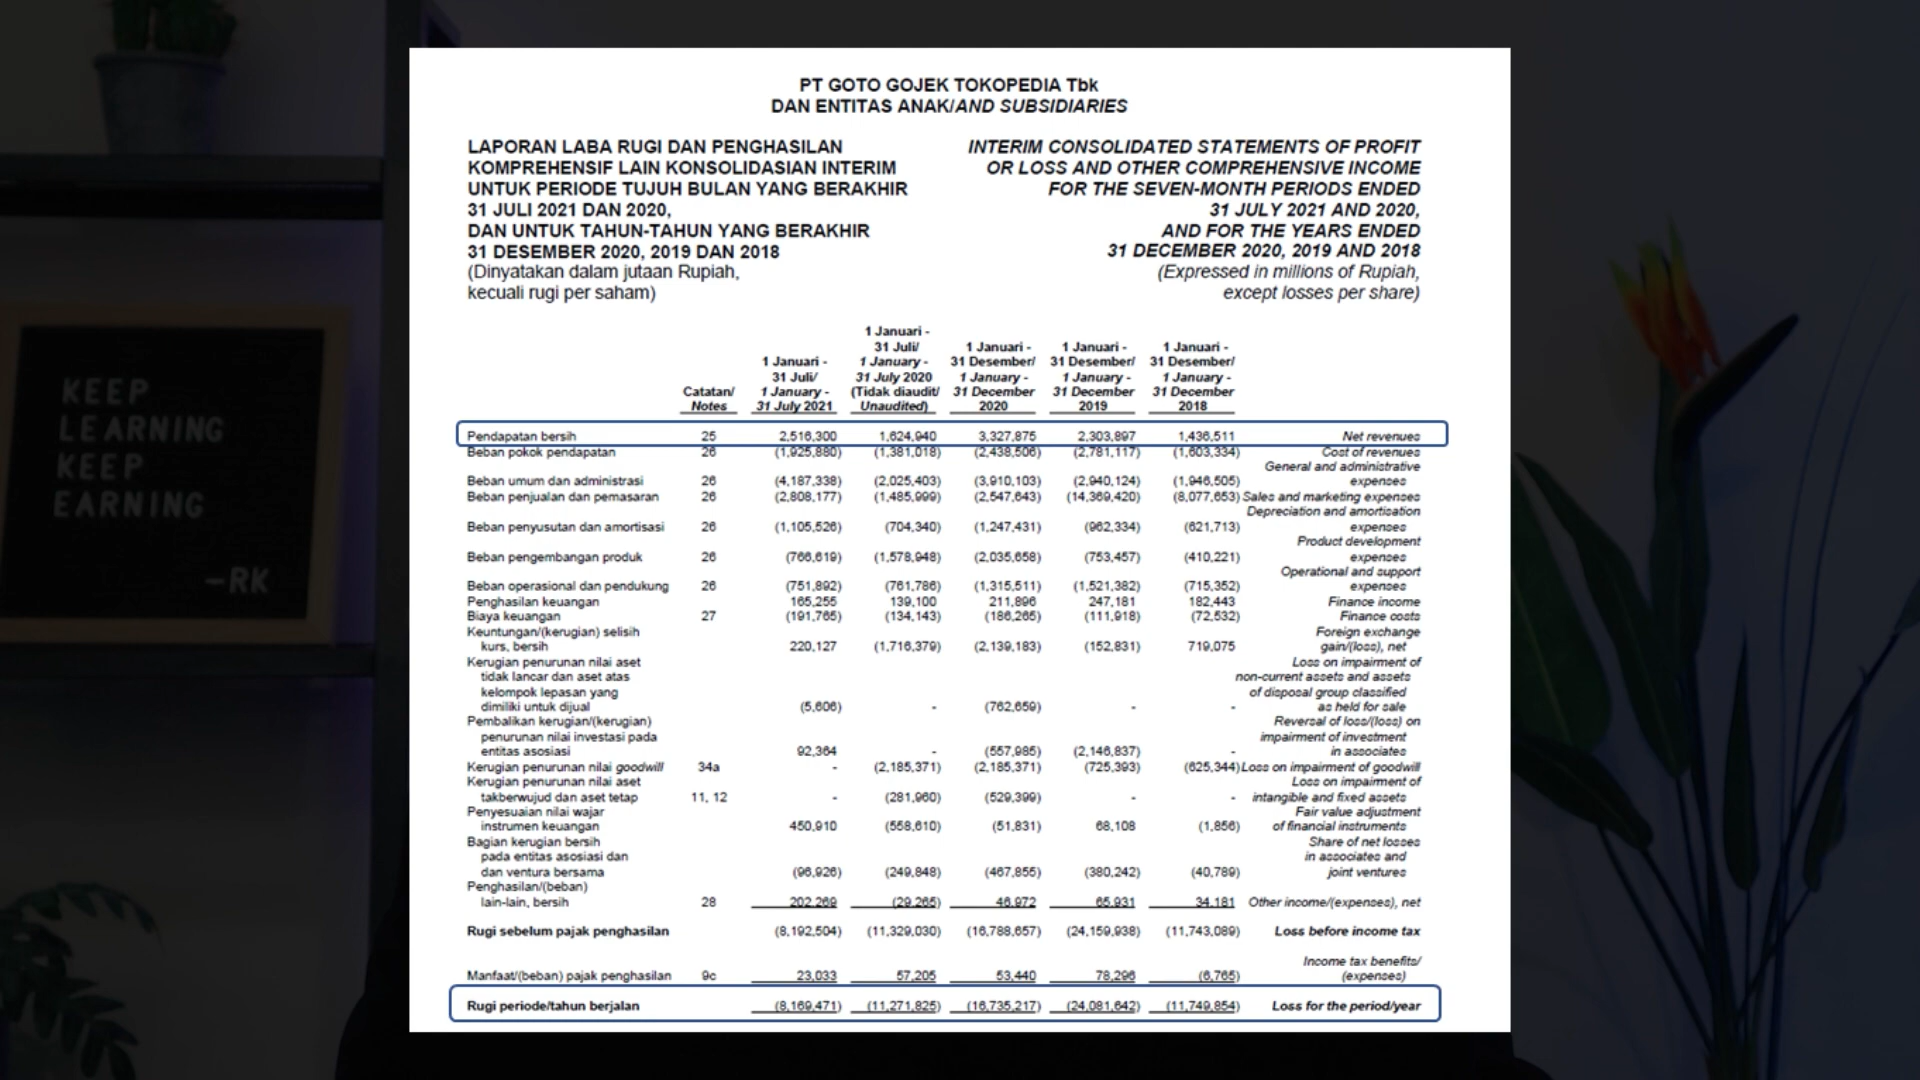 PT GOTO GOJEK TOKOPEDIA Tbk
DAN ENTITAS ANAK/AND SUBSIDIARIES
LAPORAN LABA RUGI DAN PENGHASILAN
KOMPREHENSIF LAIN KONSOLIDASIAN INTERIM
UNTUK PERIODE TUJUH BULAN YANG BERAKHIR
31 JULI 2021 DAN 2020,
DAN UNTUK TAHUN-TAHUN YANG BERAKHIR
31 DESEMBER 2020, 2019 DAN 2018
(Dinyatakan dalam jutaan Rupiah,
kecuali rugi per saham)
INTERIM CONSOLIDATED STATEMENTS OF PROFIT
OR LOSS AND OTHER COMPREHENSIVE INCOME
FOR THE SEVEN-MONTH PERIODS ENDED
31 JULY 2021 AND 2020,
AND FOR THE YEARS ENDED
31 DECEMBER 2020, 2019 AND 2018
(Expressed in millions of Rupiah,
except losses per share)
Catatan/
Notes
1 Januari -
31 Juli/
1 January -
31 July 2021
1 Januari -
31 Juli/
1 January -
31 July 2020
(Tidak diaudit/
Unaudited)
1 Januari -
31 Desember/
1 January -
31 December
2020
1 Januari -
31 Desember/
1 January -
31 December
2019
1 Januari -
31 Desember/
1 January -
31 December
2018
Pendapatan bersih 25 2,516,300 1,624,940 3,327,875 2,303,897 1,436,511 Net revenues
Beban pokok pendapatan 26 (1,925,880) (1,381,018) (2,438,506) (2,781,117) (1,603,334) Cost of revenues
General and administrative
Beban umum dan administrasi 26 (4,187,338) (2,025,403) (3,910,103) (2,940,124) (1,946,505) expenses
Beban penjualan dan pemasaran 26 (2,808,177) (1,485,999) (2,547,643) (14,369,420) (8,077,653) Sales and marketing expenses
Depreciation and amortisation
Beban penyusutan dan amortisasi 26 (1,105,526) (704,340) (1,247,431) (962,334) (621,713) expenses
Product development
Beban pengembangan produk 26 (766,619) (1,578,948) (2,035,658) (753,457) (410,221) expenses
Operational and support
Beban operasional dan pendukung 26 (751,892) (761,786) (1,315,511) (1,521,382) (715,352) expenses
Penghasilan keuangan 165,255 139,100 211,896 247,181 182,443 Finance income
Biaya keuangan 27 (191,765) (134,143) (186,265) (111,918) (72,532) Finance costs
Keuntungan/(kerugian) selisih Foreign exchange
kurs, bersih 220,127 (1,716,379) (2,139,183) (152,831) 719,075 gain/(loss), net
Kerugian penurunan nilai aset Loss on impairment of
tidak lancar dan aset atas non-current assets and assets
kelompok lepasan yang of disposal group classified
dimiliki untuk dijual (5,606) - (762,659) - - as held for sale
Pembalikan kerugian/(kerugian) Reversal of loss/(loss) on
penurunan nilai investasi pada impairment of investment
entitas asosiasi 92,364 - (557,985) (2,146,837) - in associates
Kerugian penurunan nilai goodwill 34a - (2,185,371) (2,185,371) (725,393) (625,344) Loss on impairment of goodwill
Kerugian penurunan nilai aset Loss on impairment of
takberwujud dan aset tetap 11, 12 - (281,960) (529,399) - - intangible and fixed assets
Penyesuaian nilai wajar Fair value adjustment
instrumen keuangan 450,910 (558,610) (51,831) 68,108 (1,856) of financial instruments
Bagian kerugian bersih Share of net losses
pada entitas asosiasi dan in associates and
dan ventura bersama (96,926) (249,848) (467,855) (380,242) (40,789) joint ventures
Penghasilan/(beban)
lain-lain, bersih 28 202,269 (29,265) 46,972 65,931 34,181 Other income/(expenses), net
Rugi sebelum pajak penghasilan (8,192,504) (11,329,030) (16,788,657) (24,159,938) (11,743,089) Loss before income tax
Income tax benefits/
Manfaat/(beban) pajak penghasilan 9c 23,033 57,205 53,440 78,296 (6,765) (expenses)
Rugi periode/tahun berjalan (8,169,471) (11,271,825) (16,735,217) (24,081,642) (11,749,854) Loss for the period/year
KEEP
LEARNING
KEEP
EARNING
-RK